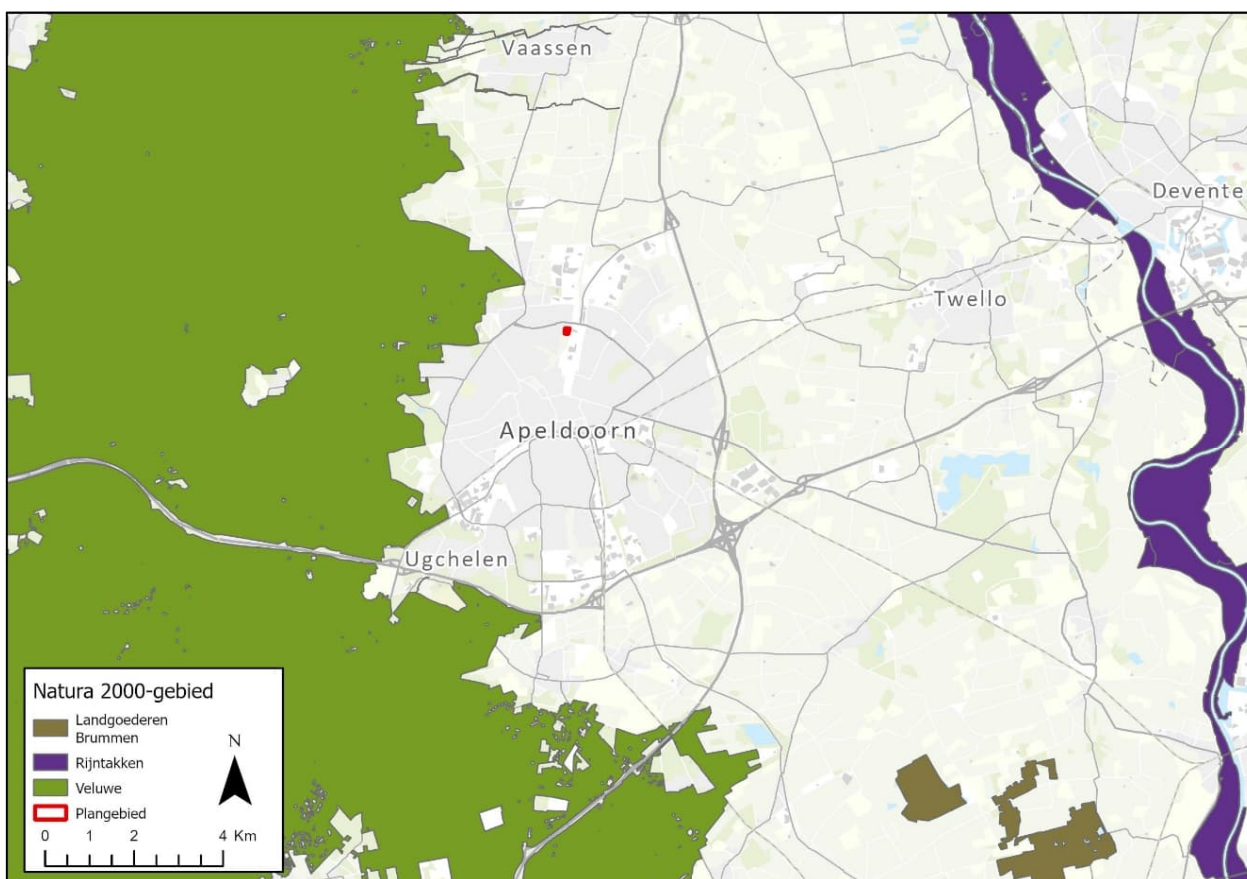 Vaassen
Devente
Twello
Apeldoorn
Ugchelen
Natura 2000-gebied
Landgoederen
Brummen
Rijntakken
Veluwe
Plangebied
N
0 1 2 4 Km